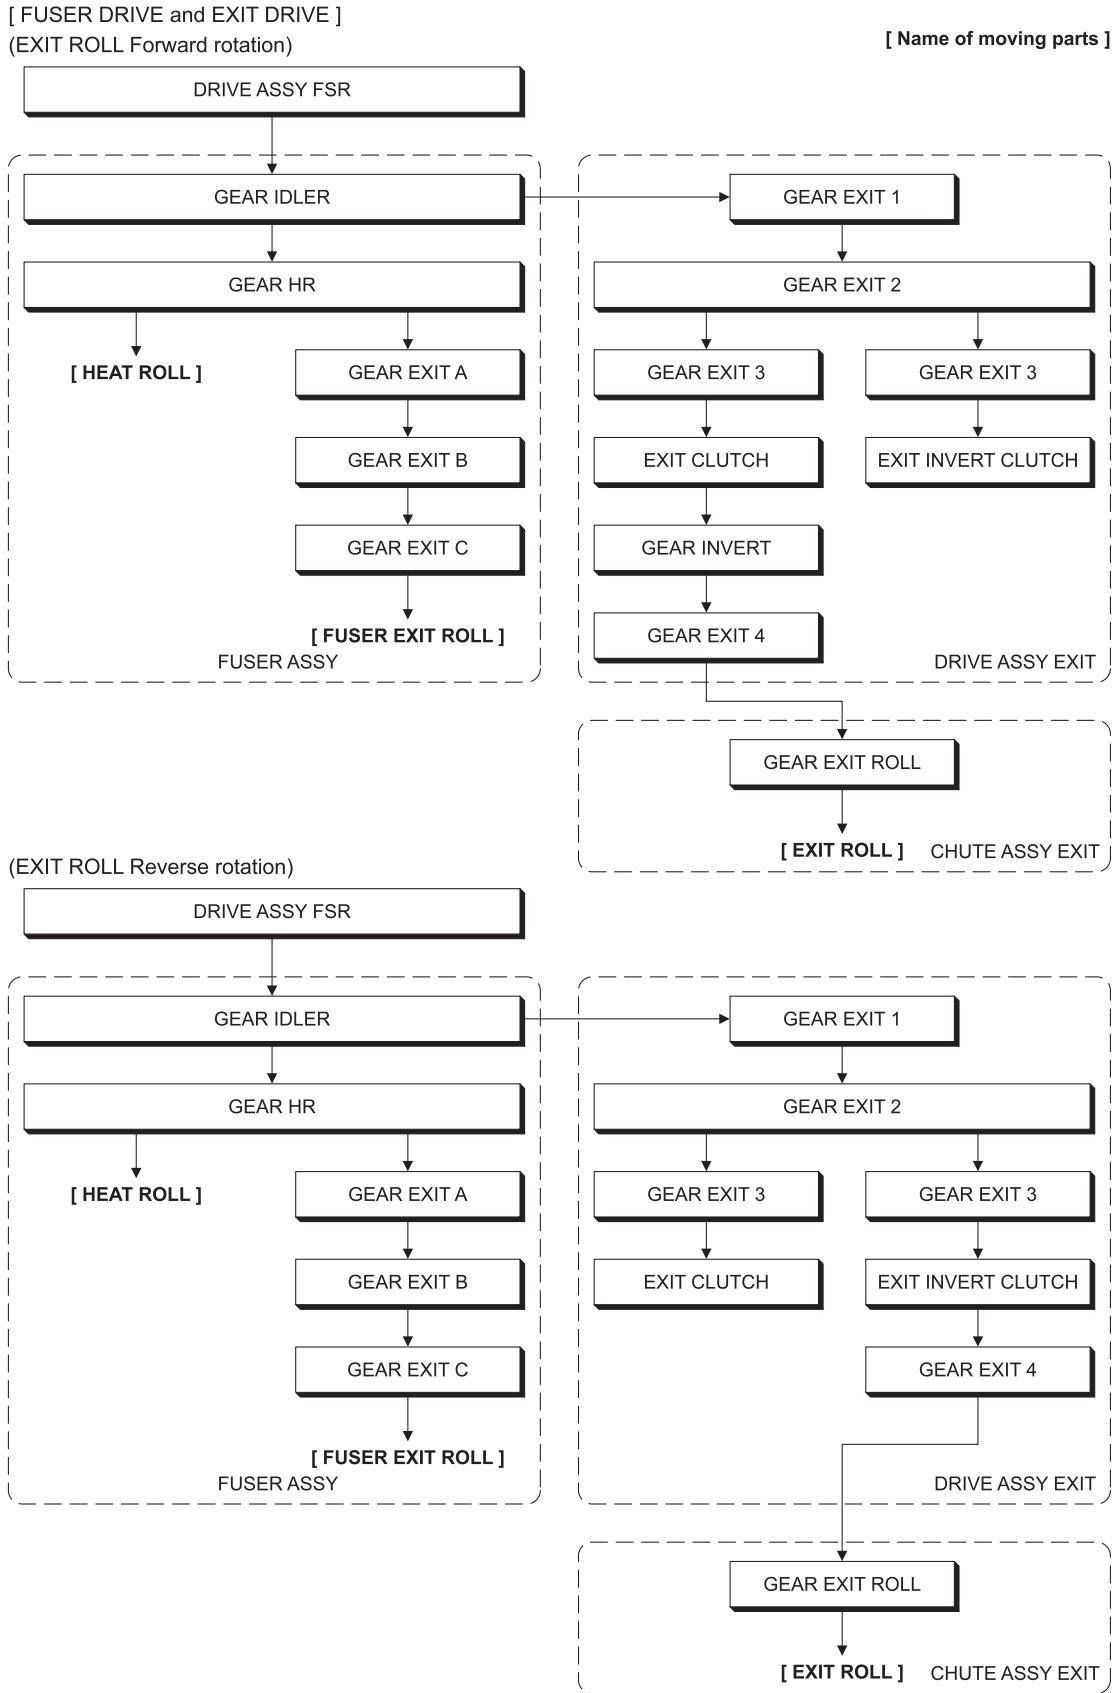 [ FUSER DRIVE and EXIT DRIVE ]
(EXIT ROLL Forward rotation)
[ Name of moving parts ]
DRIVE ASSY FSR
GEAR IDLER
GEAR EXIT 1
GEAR HR
GEAR EXIT 2
[ HEAT ROLL ]
GEAR EXIT A
GEAR EXIT 3
GEAR EXIT 3
GEAR EXIT B
EXIT CLUTCH
EXIT INVERT CLUTCH
GEAR EXIT C
GEAR INVERT
[ FUSER EXIT ROLL ]
GEAR EXIT 4
FUSER ASSY
DRIVE ASSY EXIT
GEAR EXIT ROLL
[ EXIT ROLL ]
CHUTE ASSY EXIT
(EXIT ROLL Reverse rotation)
DRIVE ASSY FSR
GEAR IDLER
GEAR EXIT 1
GEAR HR
GEAR EXIT 2
[ HEAT ROLL ]
GEAR EXIT A
GEAR EXIT 3
GEAR EXIT 3
GEAR EXIT B
EXIT CLUTCH
EXIT INVERT CLUTCH
GEAR EXIT C
GEAR EXIT 4
[ FUSER EXIT ROLL ]
FUSER ASSY
DRIVE ASSY EXIT
GEAR EXIT ROLL
[ EXIT ROLL ]
CHUTE ASSY EXIT